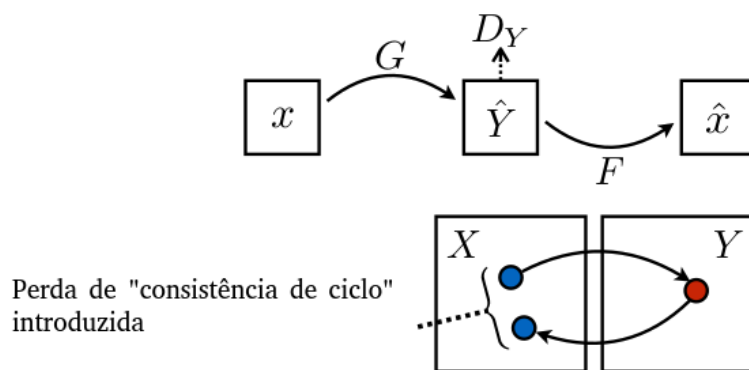 D_Y
G
x Ŷ x̂
F
X Y
Perda de "consistência de ciclo"
introduzida